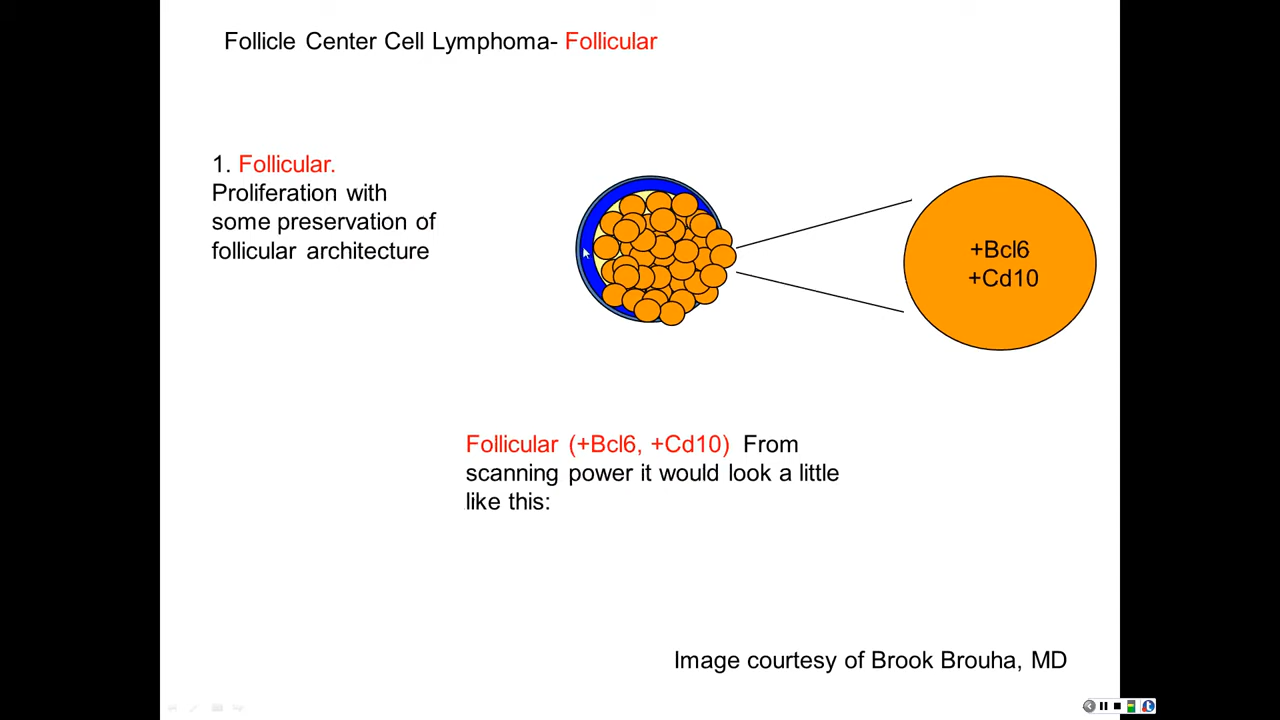 Follicle Center Cell Lymphoma- Follicular
1. Follicular.
Proliferation with
some preservation of
follicular architecture
+Bcl6
+Cd10
Follicular (+Bcl6, +Cd10) From
scanning power it would look a little
like this:
Image courtesy of Brook Brouha, MD